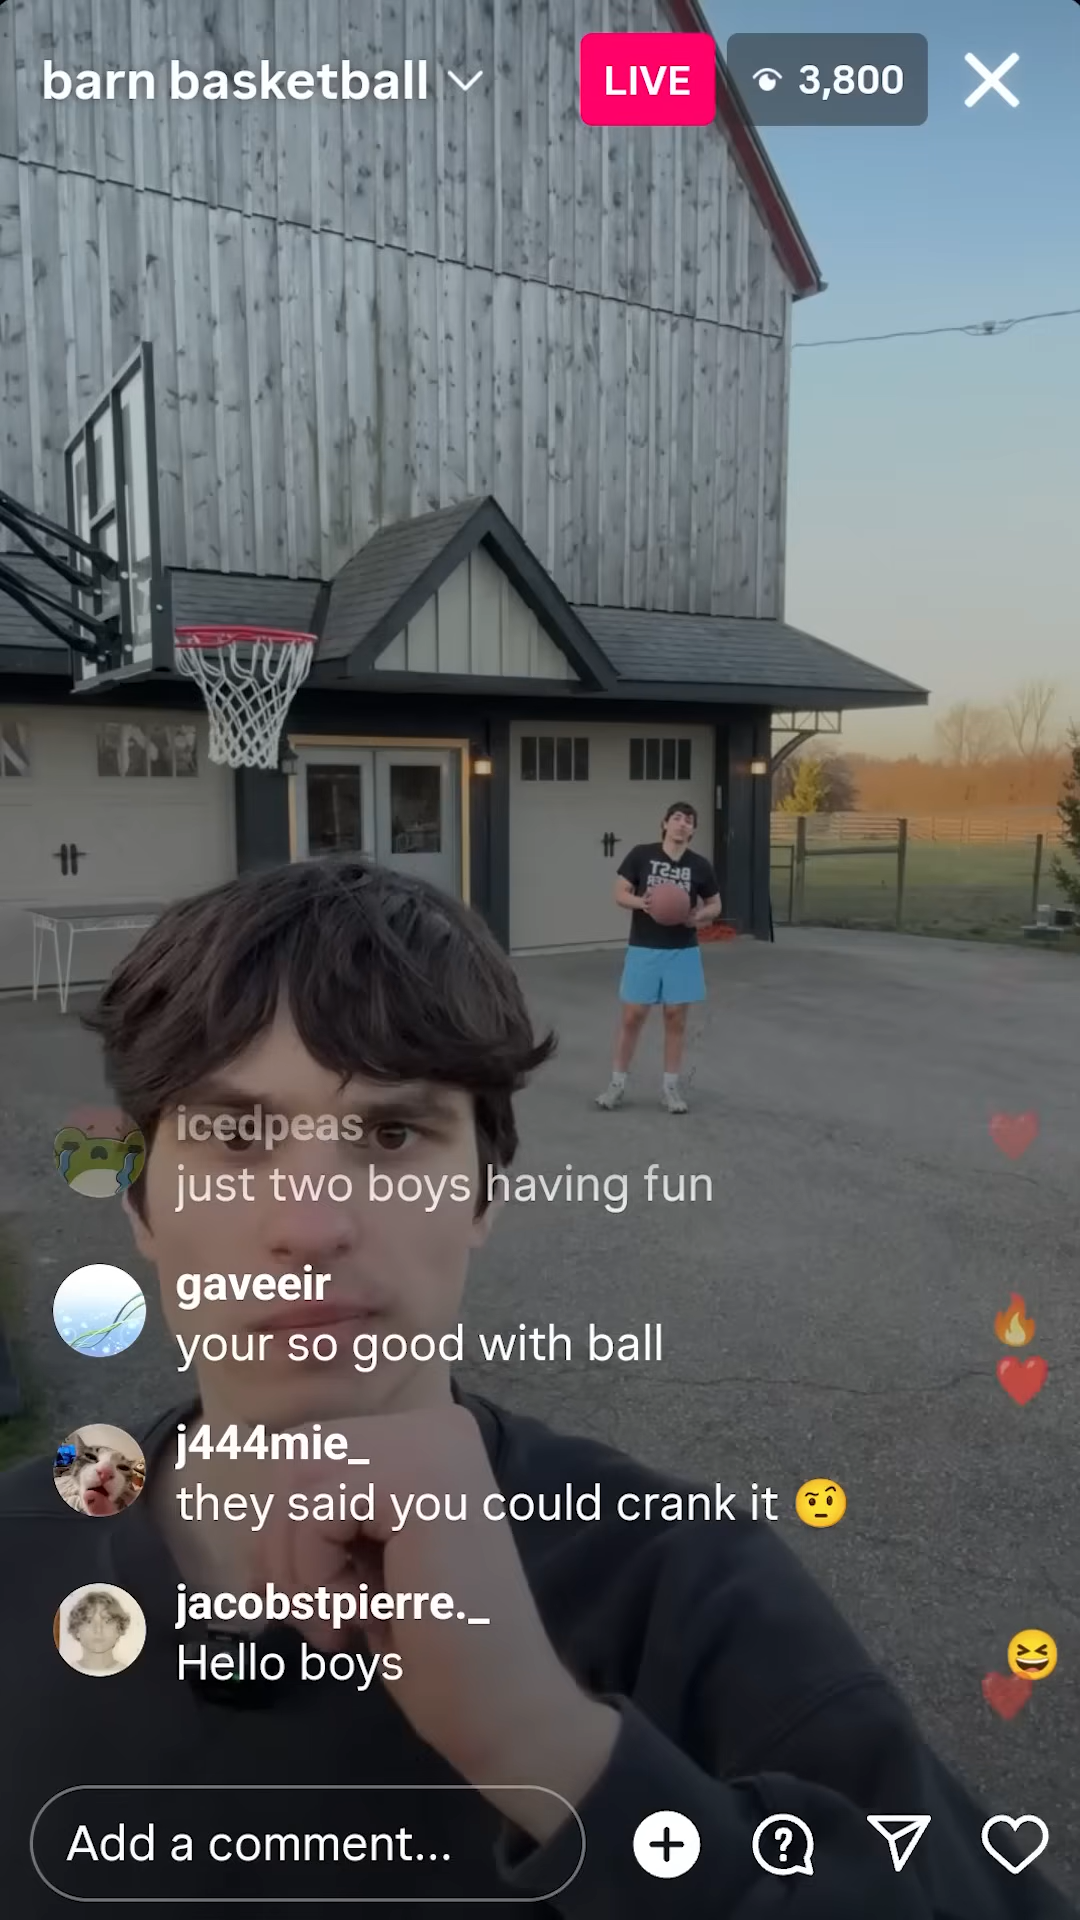 barn basketball
LIVE
3,800
BEST
icedpeas
just two boys having fun
gaveeir
your so good with ball
j444mie_
they said you could crank it 🤨
jacobstpierre._
Hello boys
Add a comment...